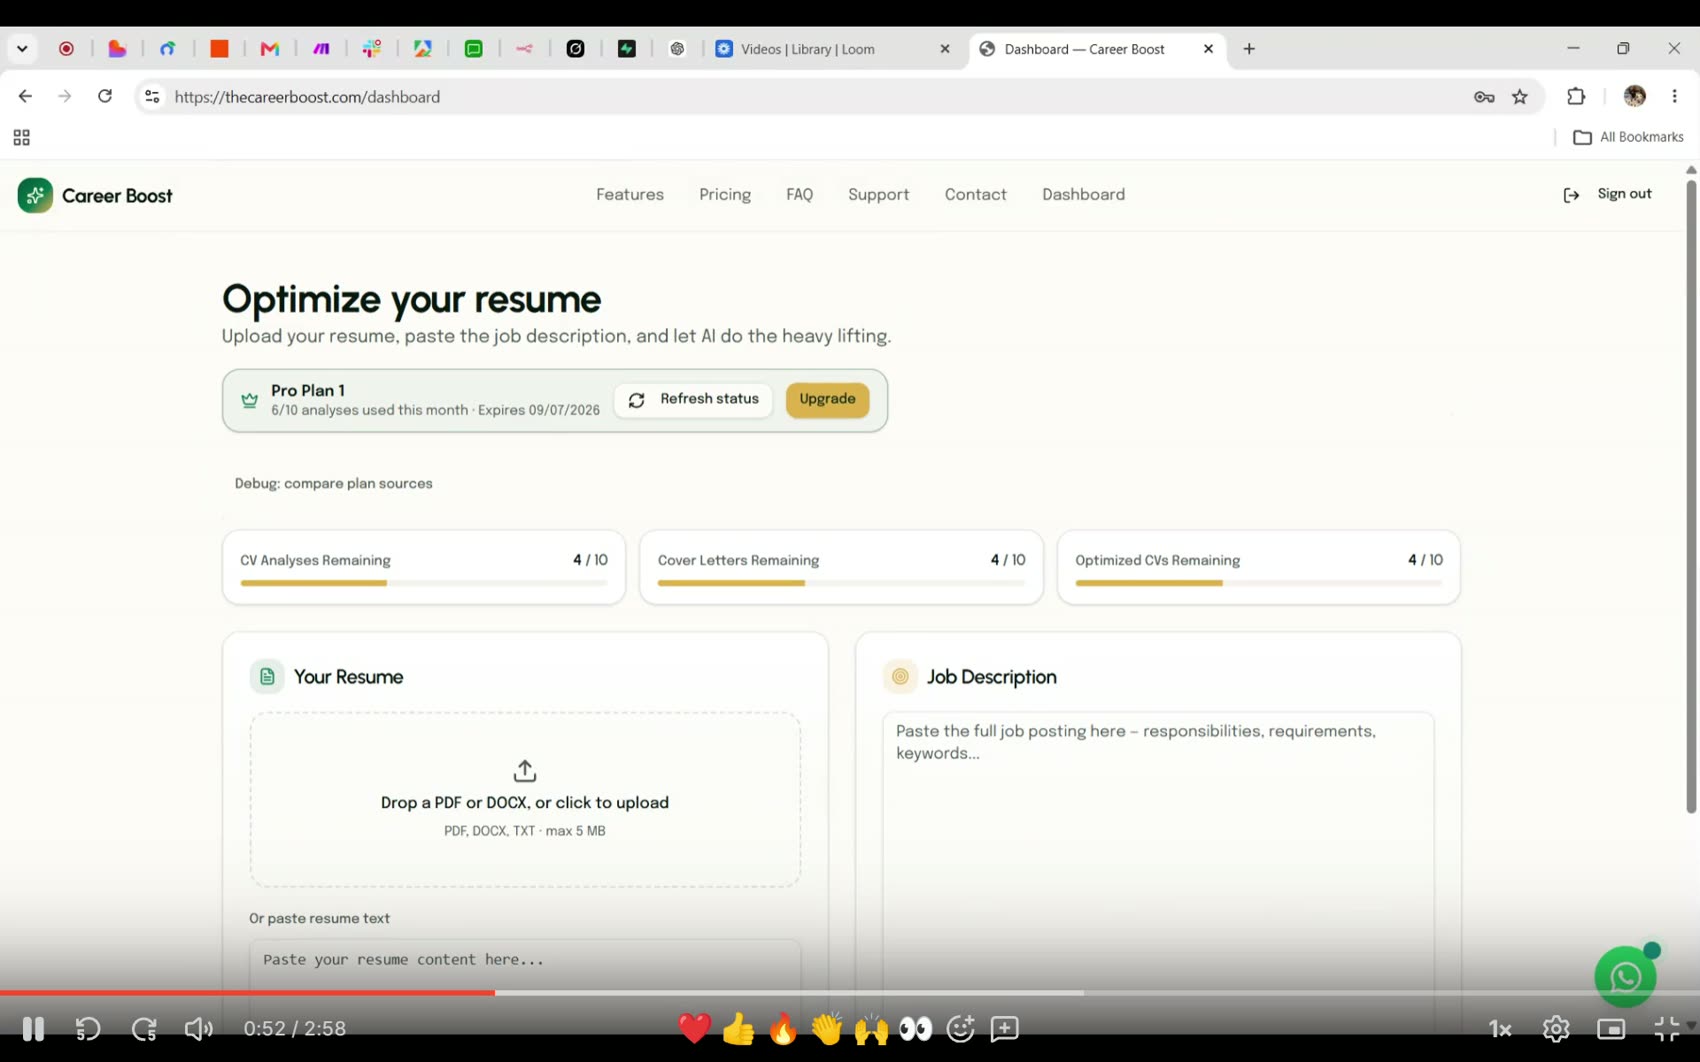 Videos | Library | Loom
Dashboard — Career Boost
https://thecareerboost.com/dashboard
All Bookmarks
Career Boost
Features
Pricing
FAQ
Support
Contact
Dashboard
Sign out
Optimize your resume
Upload your resume, paste the job description, and let AI do the heavy lifting.
Pro Plan 1
6/10 analyses used this month · Expires 09/07/2026
Refresh status
Upgrade
Debug: compare plan sources
CV Analyses Remaining
4 / 10
Cover Letters Remaining
4 / 10
Optimized CVs Remaining
4 / 10
Your Resume
Drop a PDF or DOCX, or click to upload
PDF, DOCX, TXT · max 5 MB
Or paste resume text
Paste your resume content here...
Job Description
Paste the full job posting here – responsibilities, requirements,
keywords...
5
5
0:52 / 2:58
1x